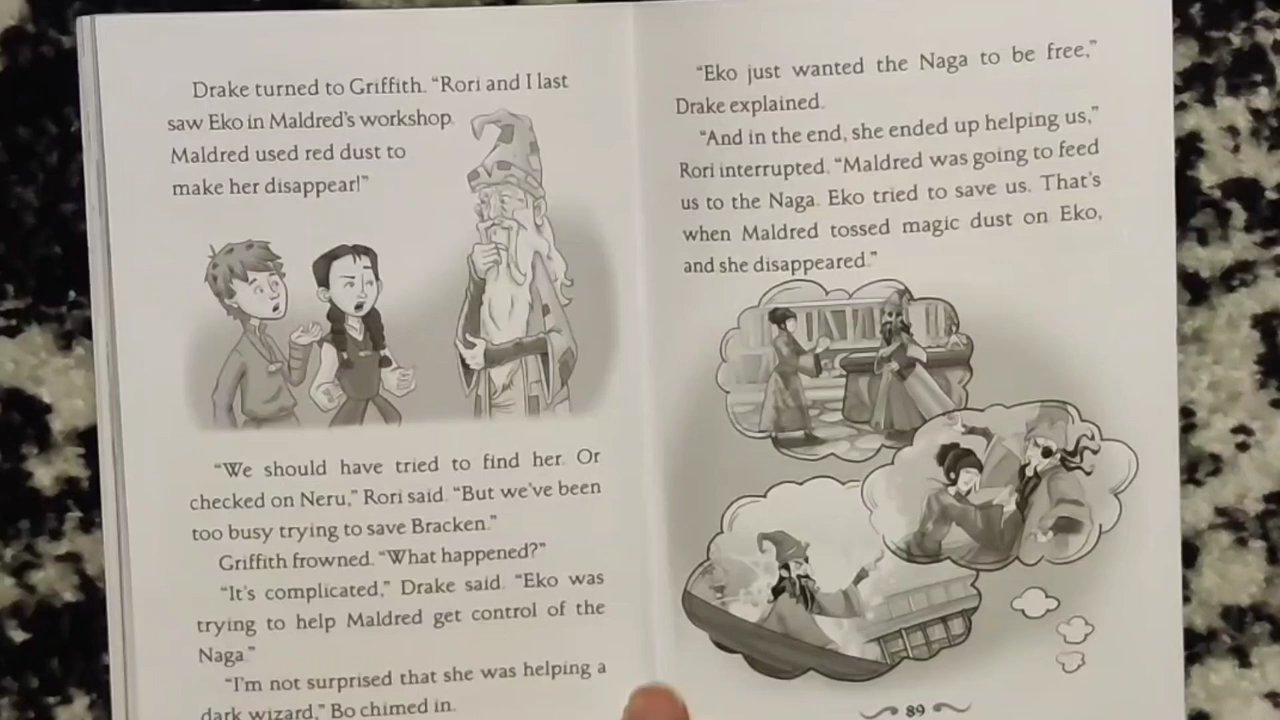 Drake turned to Griffith. “Rori and I last
saw Eko in Maldred’s workshop.
Maldred used red dust to
make her disappear!”
“We should have tried to find her. Or
checked on Neru,” Rori said. “But we’ve been
too busy trying to save Bracken.”
Griffith frowned. “What happened?”
“It’s complicated,” Drake said. “Eko was
trying to help Maldred get control of the
Naga.”
“I’m not surprised that she was helping a
dark wizard,” Bo chimed in.
“Eko just wanted the Naga to be free,”
Drake explained.
“And in the end, she ended up helping us,”
Rori interrupted. “Maldred was going to feed
us to the Naga. Eko tried to save us. That’s
when Maldred tossed magic dust on Eko,
and she disappeared.”
89